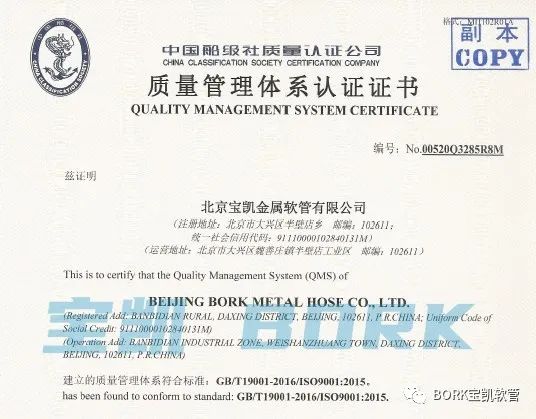 格式: MI1102R01A
副本
COPY
CHINA CLASSIFICATION SOCIETY
中国船级社质量认证公司
CHINA CLASSIFICATION SOCIETY CERTIFICATION COMPANY
质量管理体系认证证书
QUALITY MANAGEMENT SYSTEM CERTIFICATE
编号: No.00520Q3285R8M
兹证明
北京宝凯金属软管有限公司
(注册地址: 北京市大兴区半壁店乡 邮编: 102611;
统一社会信用代码: 91110000102840131M)
(运营地址: 北京市大兴区魏善庄镇半壁店工业区 邮编: 102611)
This is to certify that the Quality Management System (QMS) of
宝凯 BORK
BEIJING BORK METAL HOSE CO., LTD.
(Registered Add: BANBIDIAN RURAL, DAXING DISTRICT, BEIJING, 102611, P.R.CHINA; Uniform Code of
Social Credit: 91110000102840131M)
(Operation Add: BANBIDIAN INDUSTRIAL ZONE, WEISHANZHUANG TOWN, DAXING DISTRICT,
BEIJING, 102611, P.R.CHINA)
建立的质量管理体系符合标准: GB/T19001-2016/ISO9001:2015.
has been found to conform to standard: GB/T19001-2016/ISO9001:2015.
BORK宝凯软管